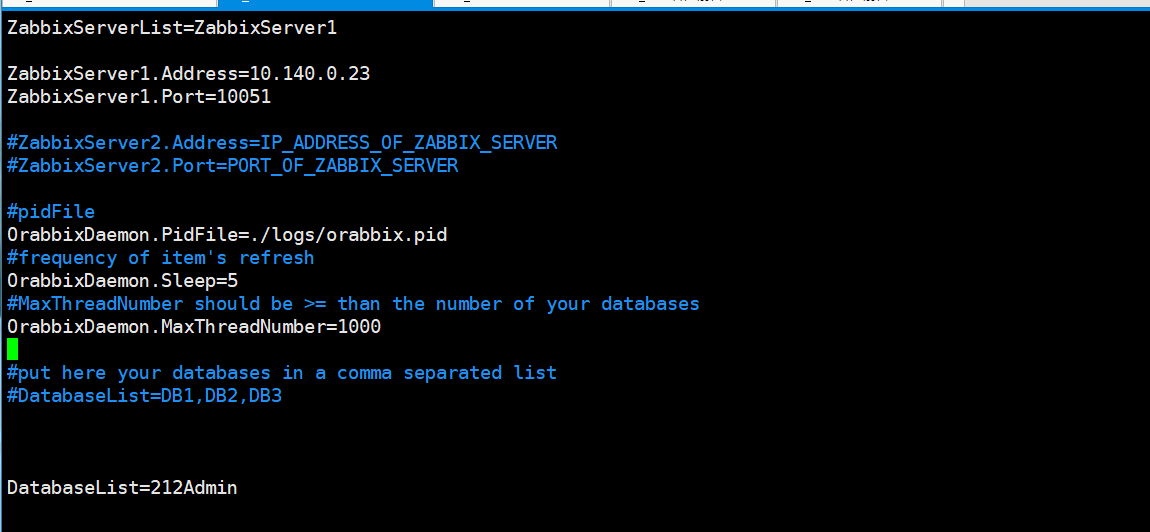 ZabbixServerList=ZabbixServer1
ZabbixServer1.Address=10.140.0.23
ZabbixServer1.Port=10051
#ZabbixServer2.Address=IP_ADDRESS_OF_ZABBIX_SERVER
#ZabbixServer2.Port=PORT_OF_ZABBIX_SERVER
#pidFile
OrabbixDaemon.PidFile=./logs/orabbix.pid
#frequency of item's refresh
OrabbixDaemon.Sleep=5
#MaxThreadNumber should be >= than the number of your databases
OrabbixDaemon.MaxThreadNumber=1000
#put here your databases in a comma separated list
#DatabaseList=DB1,DB2,DB3
DatabaseList=212Admin